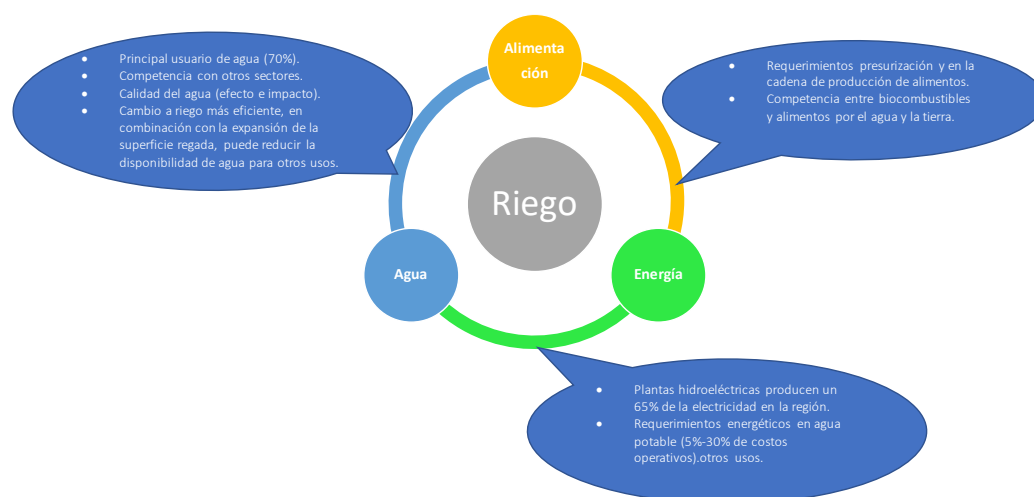 Alimenta
ción
• Principal usuario de agua (70%).
• Competencia con otros sectores.
• Calidad del agua (efecto e impacto).
• Cambio a riego más eficiente, en
combinación con la expansión de la
superficie regada, puede reducir la
disponibilidad de agua para otros usos.
• Requerimientos presurización y en la
cadena de producción de alimentos.
• Competencia entre biocombustibles
y alimentos por el agua y la tierra.
Riego
Agua
Energía
• Plantas hidroeléctricas producen un
65% de la electricidad en la región.
• Requerimientos energéticos en agua
potable (5%-30% de costos
operativos).otros usos.